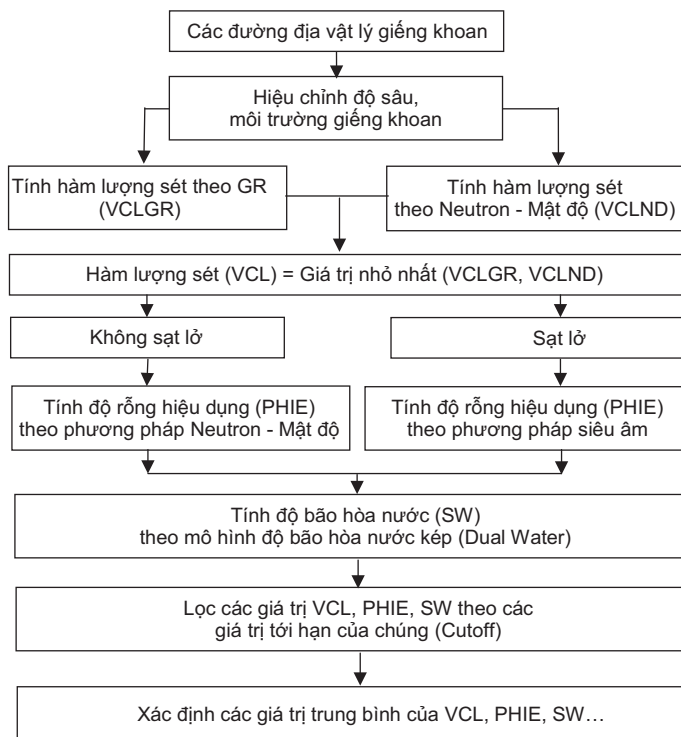 Các đường địa vật lý giếng khoan
Hiệu chỉnh độ sâu,
môi trường giếng khoan
Tính hàm lượng sét theo GR
(VCLGR)
Tính hàm lượng sét
theo Neutron - Mật độ (VCLND)
Hàm lượng sét (VCL) = Giá trị nhỏ nhất (VCLGR, VCLND)
Không sạt lở
Sạt lở
Tính độ rỗng hiệu dụng (PHIE)
theo phương pháp Neutron - Mật độ
Tính độ rỗng hiệu dụng (PHIE)
theo phương pháp siêu âm
Tính độ bão hòa nước (SW)
theo mô hình độ bão hòa nước kép (Dual Water)
Lọc các giá trị VCL, PHIE, SW theo các
giá trị tới hạn của chúng (Cutoff)
Xác định các giá trị trung bình của VCL, PHIE, SW…